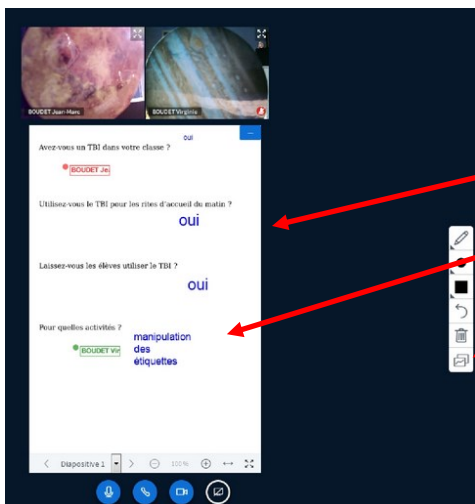 BOUDET Jean-Marc
BOUDET Virginie
oui
Avez-vous un TBI dans votre classe ?
BOUDET Je
Utilisez-vous le TBI pour les rites d'accueil du matin ?
oui
Laissez-vous les élèves utiliser le TBI ?
oui
Pour quelles activités ?
manipulation
des
étiquettes
BOUDET Vir
Diapositive 1
100%